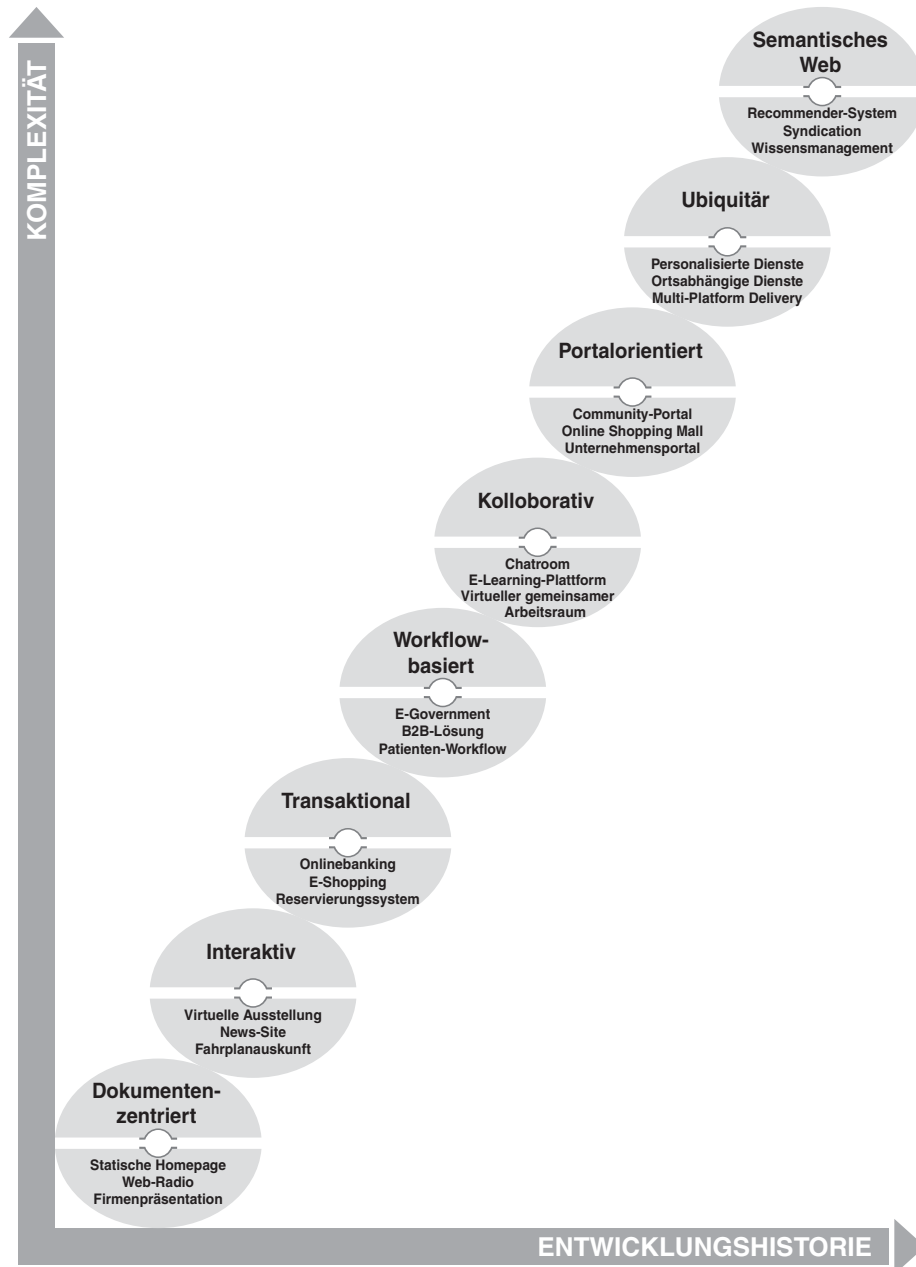 KOMPLEXITÄT
Semantisches
Web
Recommender-System
Syndication
Wissensmanagement
Ubiquitär
Personalisierte Dienste
Ortsabhängige Dienste
Multi-Platform Delivery
Portalorientiert
Community-Portal
Online Shopping Mall
Unternehmensportal
Kolloborativ
Chatroom
E-Learning-Plattform
Virtueller gemeinsamer
Arbeitsraum
Workflow-
basiert
E-Government
B2B-Lösung
Patienten-Workflow
Transaktional
Onlinebanking
E-Shopping
Reservierungssystem
Interaktiv
Virtuelle Ausstellung
News-Site
Fahrplanauskunft
Dokumenten-
zentriert
Statische Homepage
Web-Radio
Firmenpräsentation
ENTWICKLUNGSHISTORIE